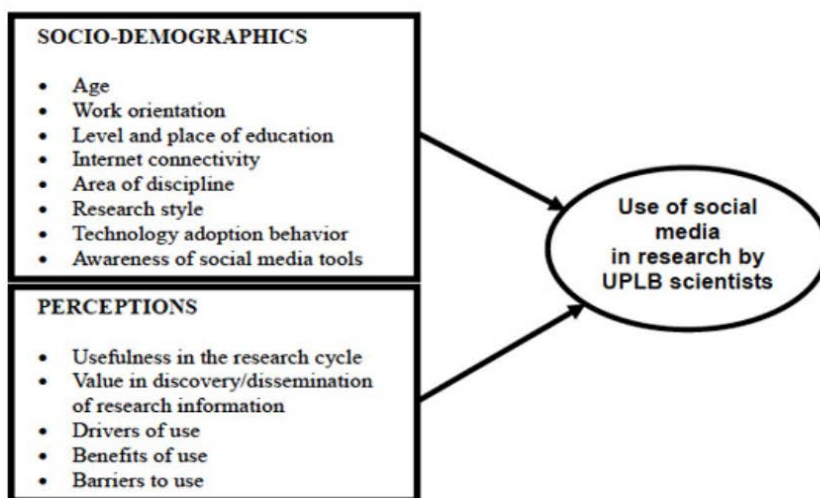 SOCIO-DEMOGRAPHICS
• Age
• Work orientation
• Level and place of education
• Internet connectivity
• Area of discipline
• Research style
• Technology adoption behavior
• Awareness of social media tools
PERCEPTIONS
• Usefulness in the research cycle
• Value in discovery/dissemination
of research information
• Drivers of use
• Benefits of use
• Barriers to use
Use of social
media
in research by
UPLB scientists